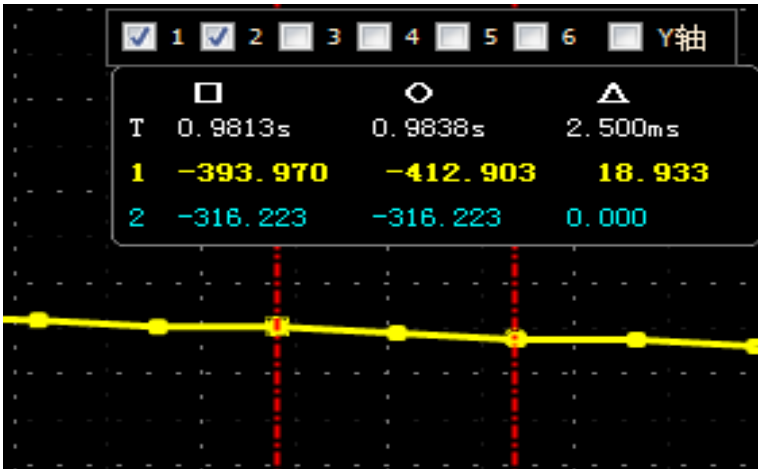 1 2 3 4 5 6 Y轴
□ ○ △
T 0.9813s 0.9838s 2.500ms
1 -393.970 -412.903 18.933
2 -316.223 -316.223 0.000